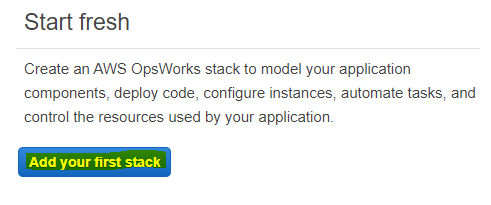 Start fresh
Create an AWS OpsWorks stack to model your application
components, deploy code, configure instances, automate tasks, and
control the resources used by your application.
Add your first stack